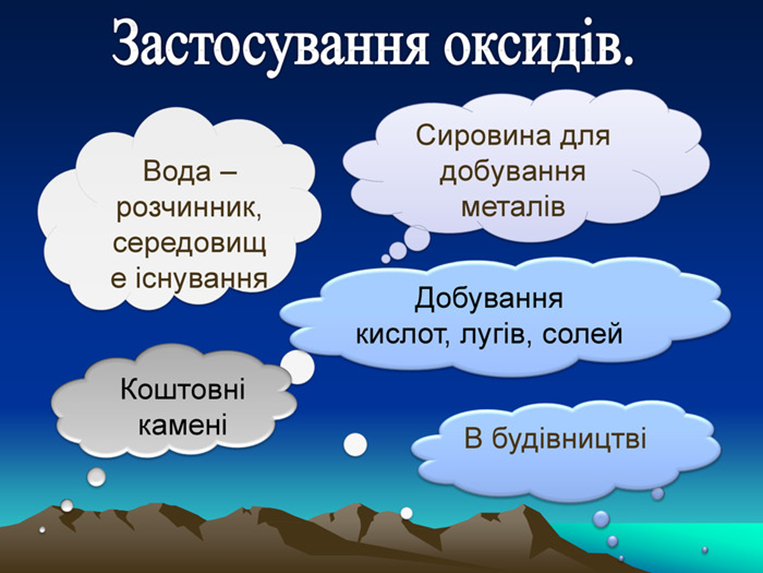 Застосування оксидів.
Вода –
розчинник,
середовищ
е існування
Сировина для
добування
металів
Добування
кислот, лугів, солей
Коштовні
камені
В будівництві